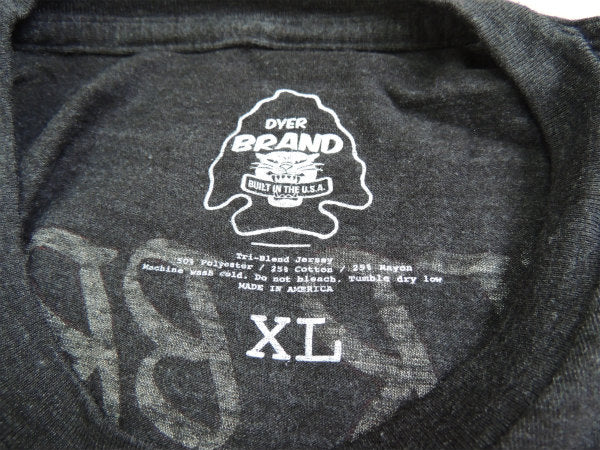 DYER
BRAND
BUILT IN THE U.S.A.
Tri-Blend Jersey
50% Polyester / 25% Cotton / 25% Rayon
Machine wash cold. Do not bleach. Tumble dry low
MADE IN AMERICA
XL